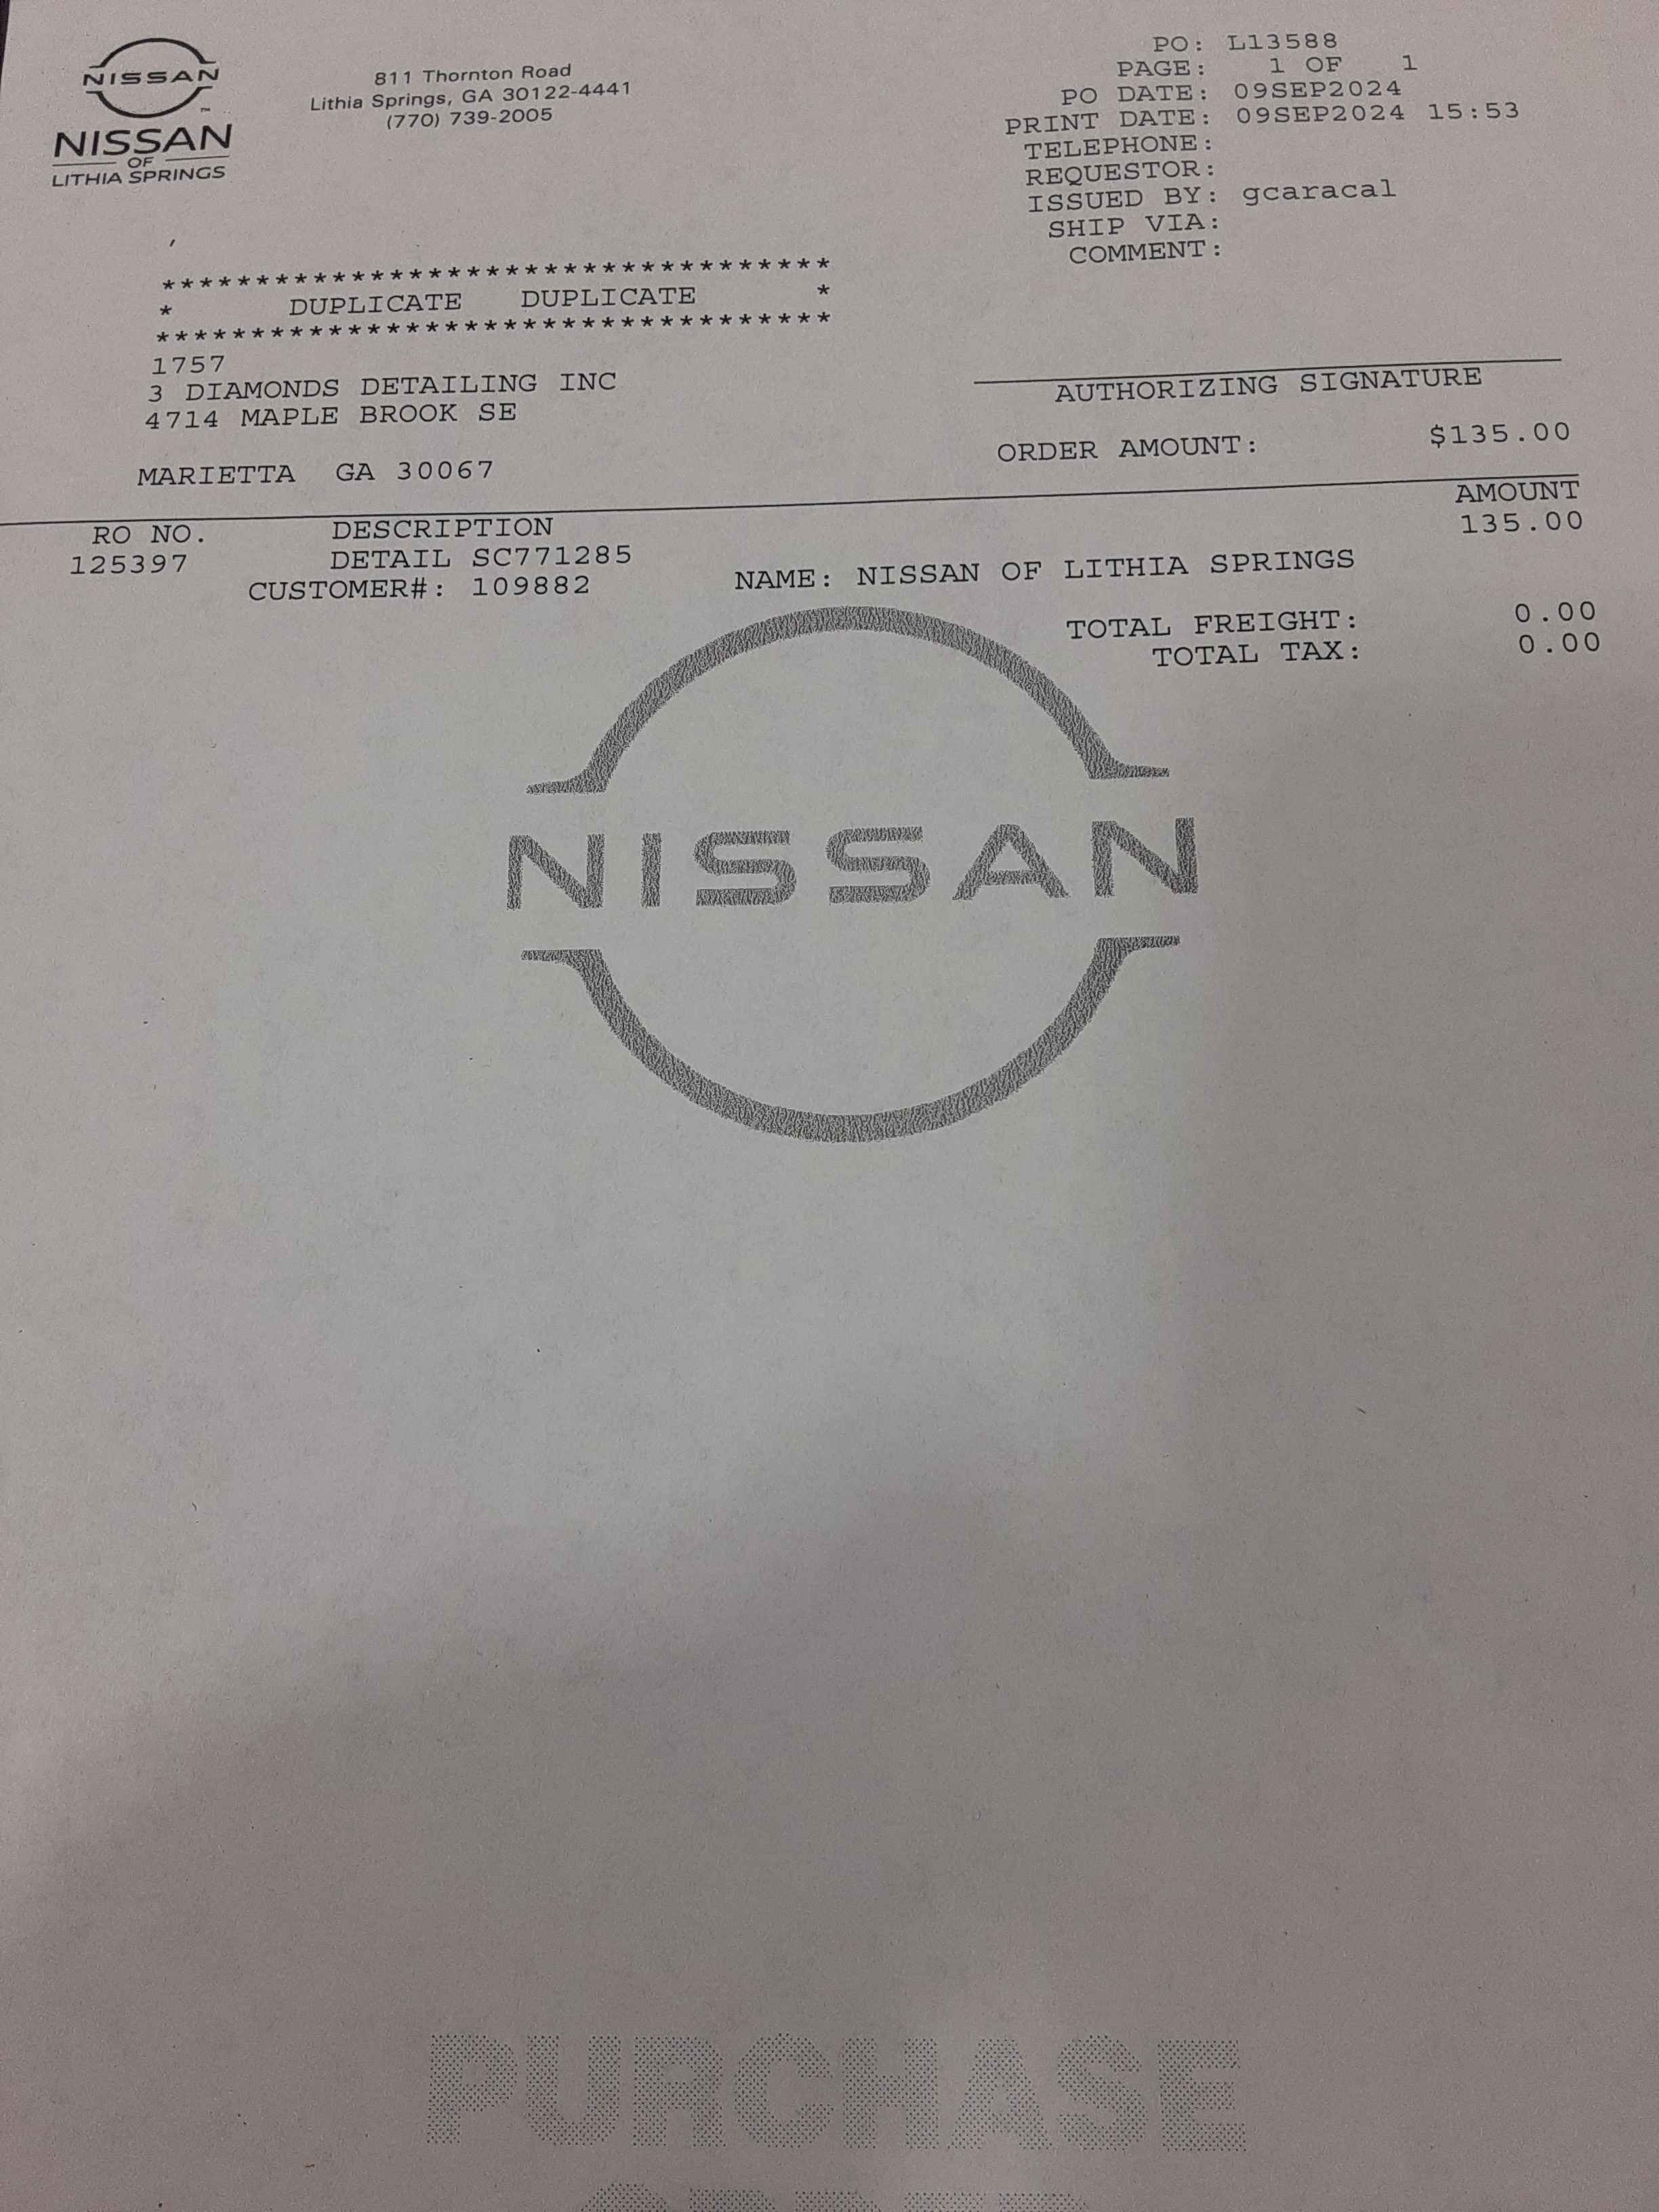 NISSAN
NISSAN
OF
LITHIA SPRINGS
811 Thornton Road
Lithia Springs, GA 30122-4441
(770) 739-2005
PO: L13588
PAGE: 1 OF 1
PO DATE: 09SEP2024
PRINT DATE: 09SEP2024 15:53
TELEPHONE:
REQUESTOR:
ISSUED BY: gcaracal
SHIP VIA:
COMMENT:
***********************************
* DUPLICATE DUPLICATE *
***********************************
1757
3 DIAMONDS DETAILING INC
4714 MAPLE BROOK SE
MARIETTA GA 30067
AUTHORIZING SIGNATURE
ORDER AMOUNT: $135.00
RO NO. DESCRIPTION AMOUNT
125397 DETAIL SC771285 135.00
CUSTOMER#: 109882 NAME: NISSAN OF LITHIA SPRINGS
TOTAL FREIGHT: 0.00
TOTAL TAX: 0.00
NISSAN
PURCHASE